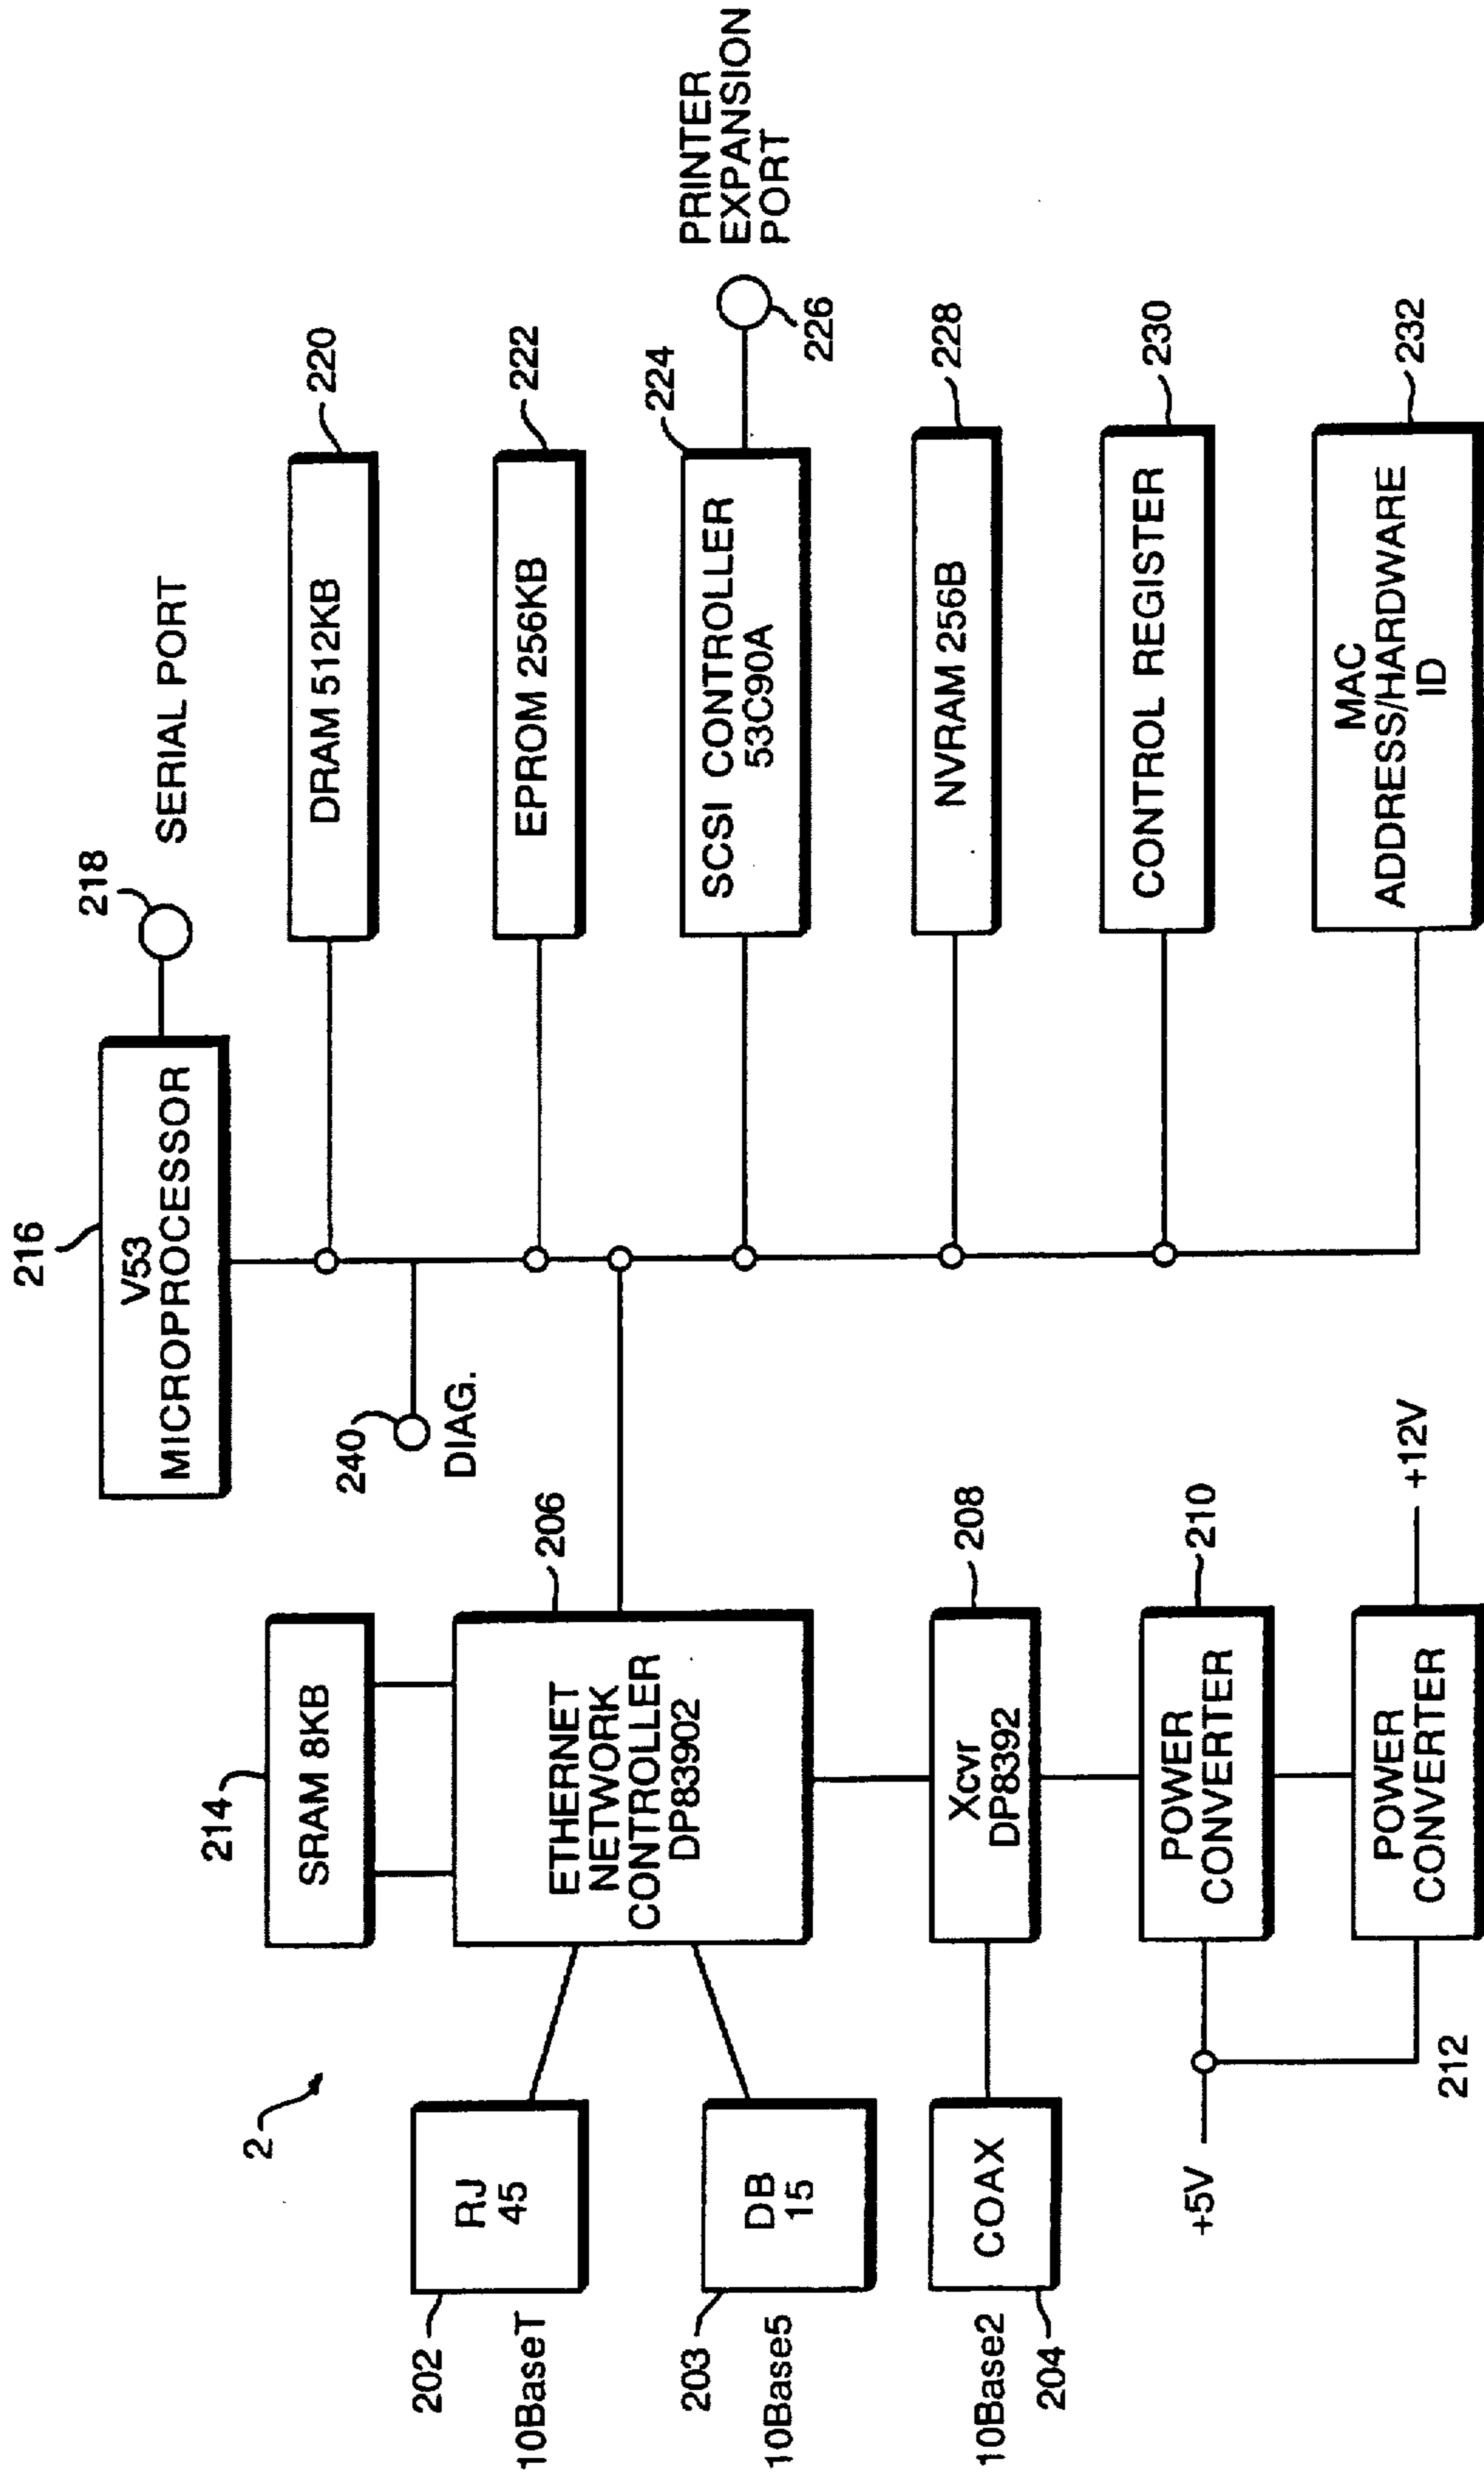 216
V53
MICROPROCESSOR
218
SERIAL PORT
240
DIAG.
DRAM 512KB
220
EPROM 256KB
222
SCSI CONTROLLER
53C90A
224
PRINTER
EXPANSION
PORT
226
NVRAM 256B
228
CONTROL REGISTER
230
MAC
ADDRESS/HARDWARE
ID
232
2
214
SRAM 8KB
206
ETHERNET
NETWORK
CONTROLLER
DP83902
202
RJ
45
10BaseT
203
DB
15
10Base5
10Base2
204
COAX
208
Xcvr
DP8392
210
POWER
CONVERTER
+5V
212
POWER
CONVERTER
+12V